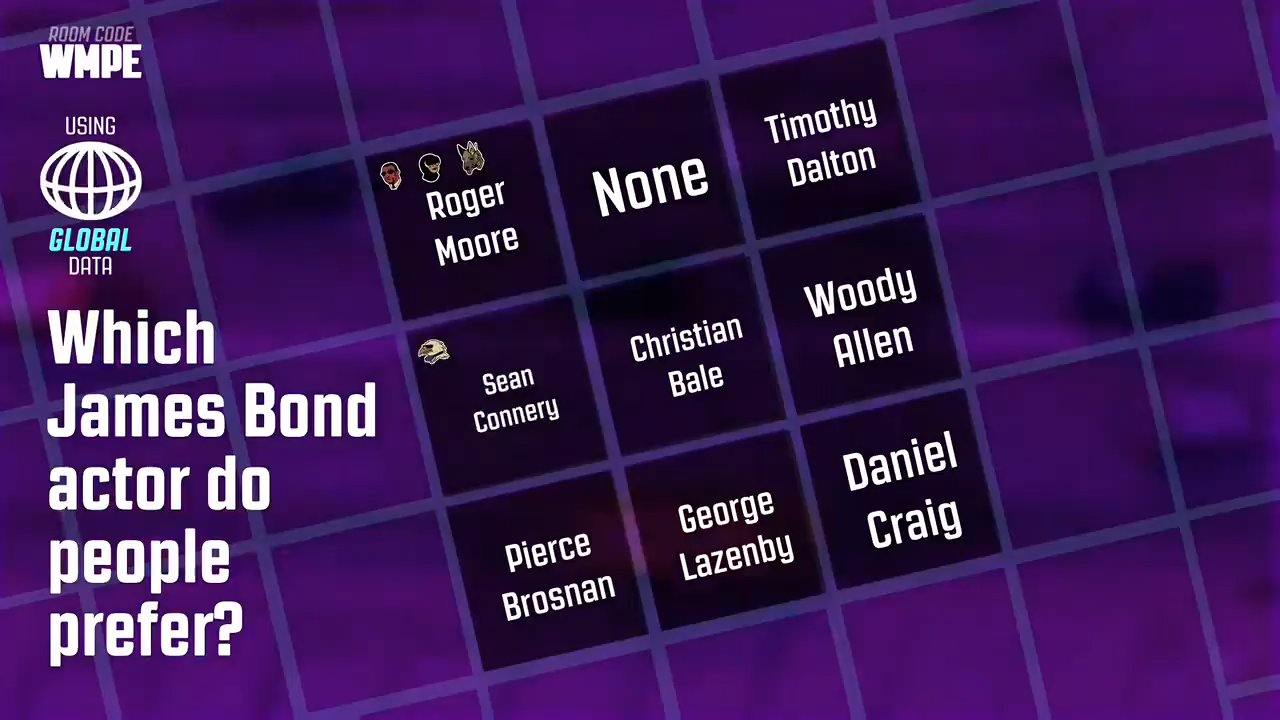 ROOM CODE
WMPE
USING
GLOBAL
DATA
Which
James Bond
actor do
people
prefer?
Roger
Moore
None
Timothy
Dalton
Sean
Connery
Christian
Bale
Woody
Allen
Pierce
Brosnan
George
Lazenby
Daniel
Craig